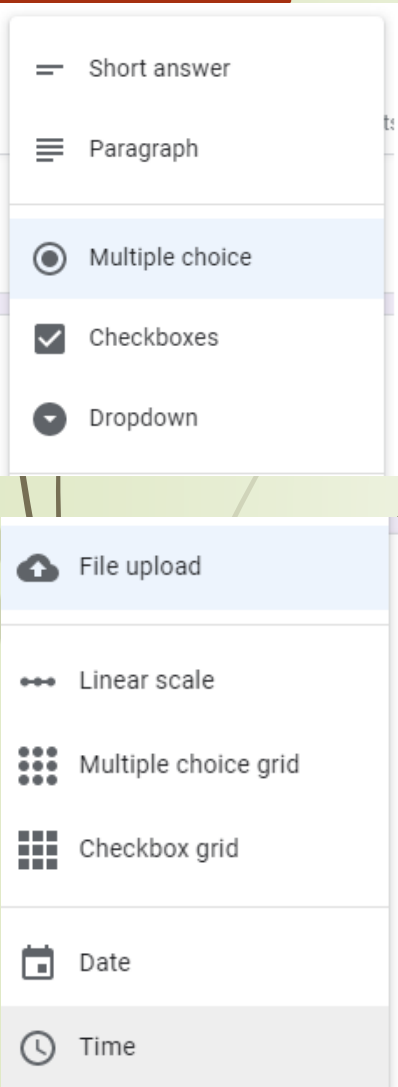 Short answer
Paragraph
Multiple choice
Checkboxes
Dropdown
File upload
Linear scale
Multiple choice grid
Checkbox grid
Date
Time